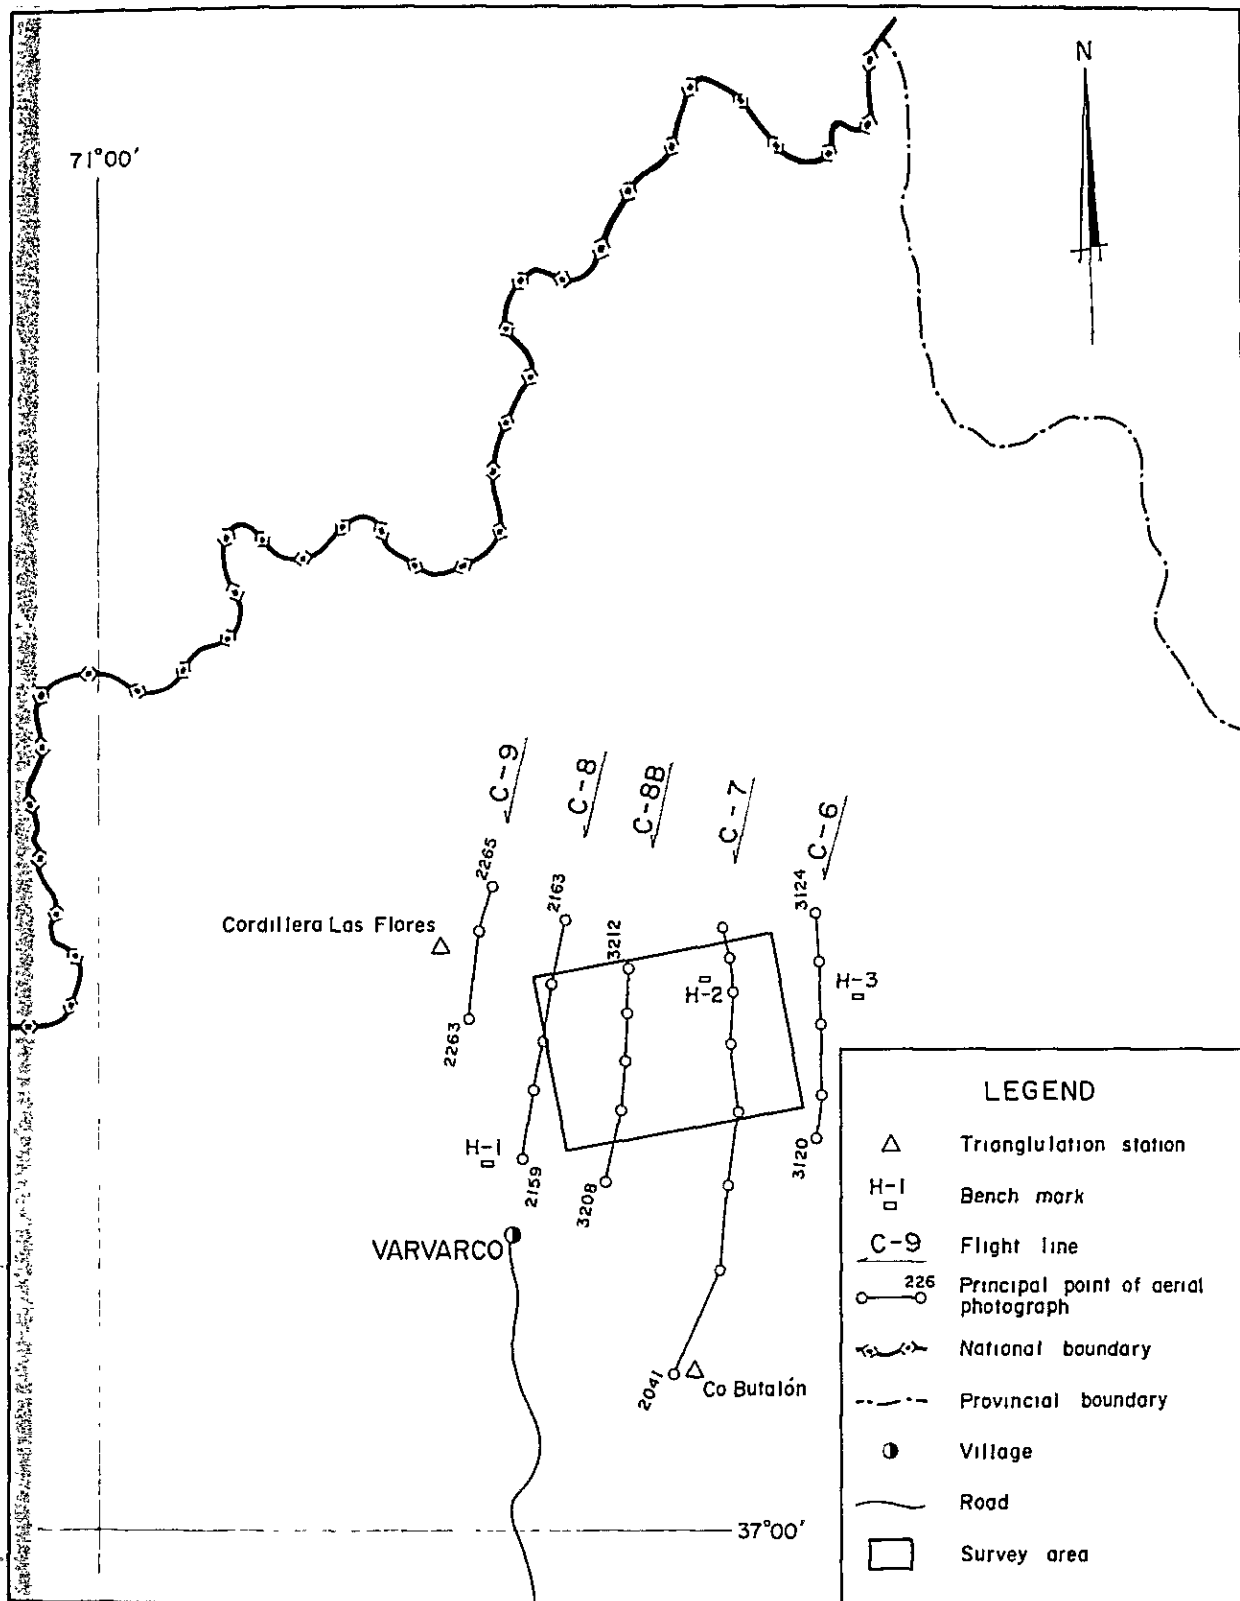 N
71°00'
C-9
C-8
C-8B
C-7
C-6
2265
2163
3212
3124
Cordillera Las Flores
H-2
H-3
2263
H-1
2159
3208
3120
VARVARCO
2041
Co Butalón
37°00'
LEGEND
Trianglulation station
H-1 Bench mark
C-9 Flight line
226 Principal point of aerial
photograph
National boundary
Provincial boundary
Village
Road
Survey area